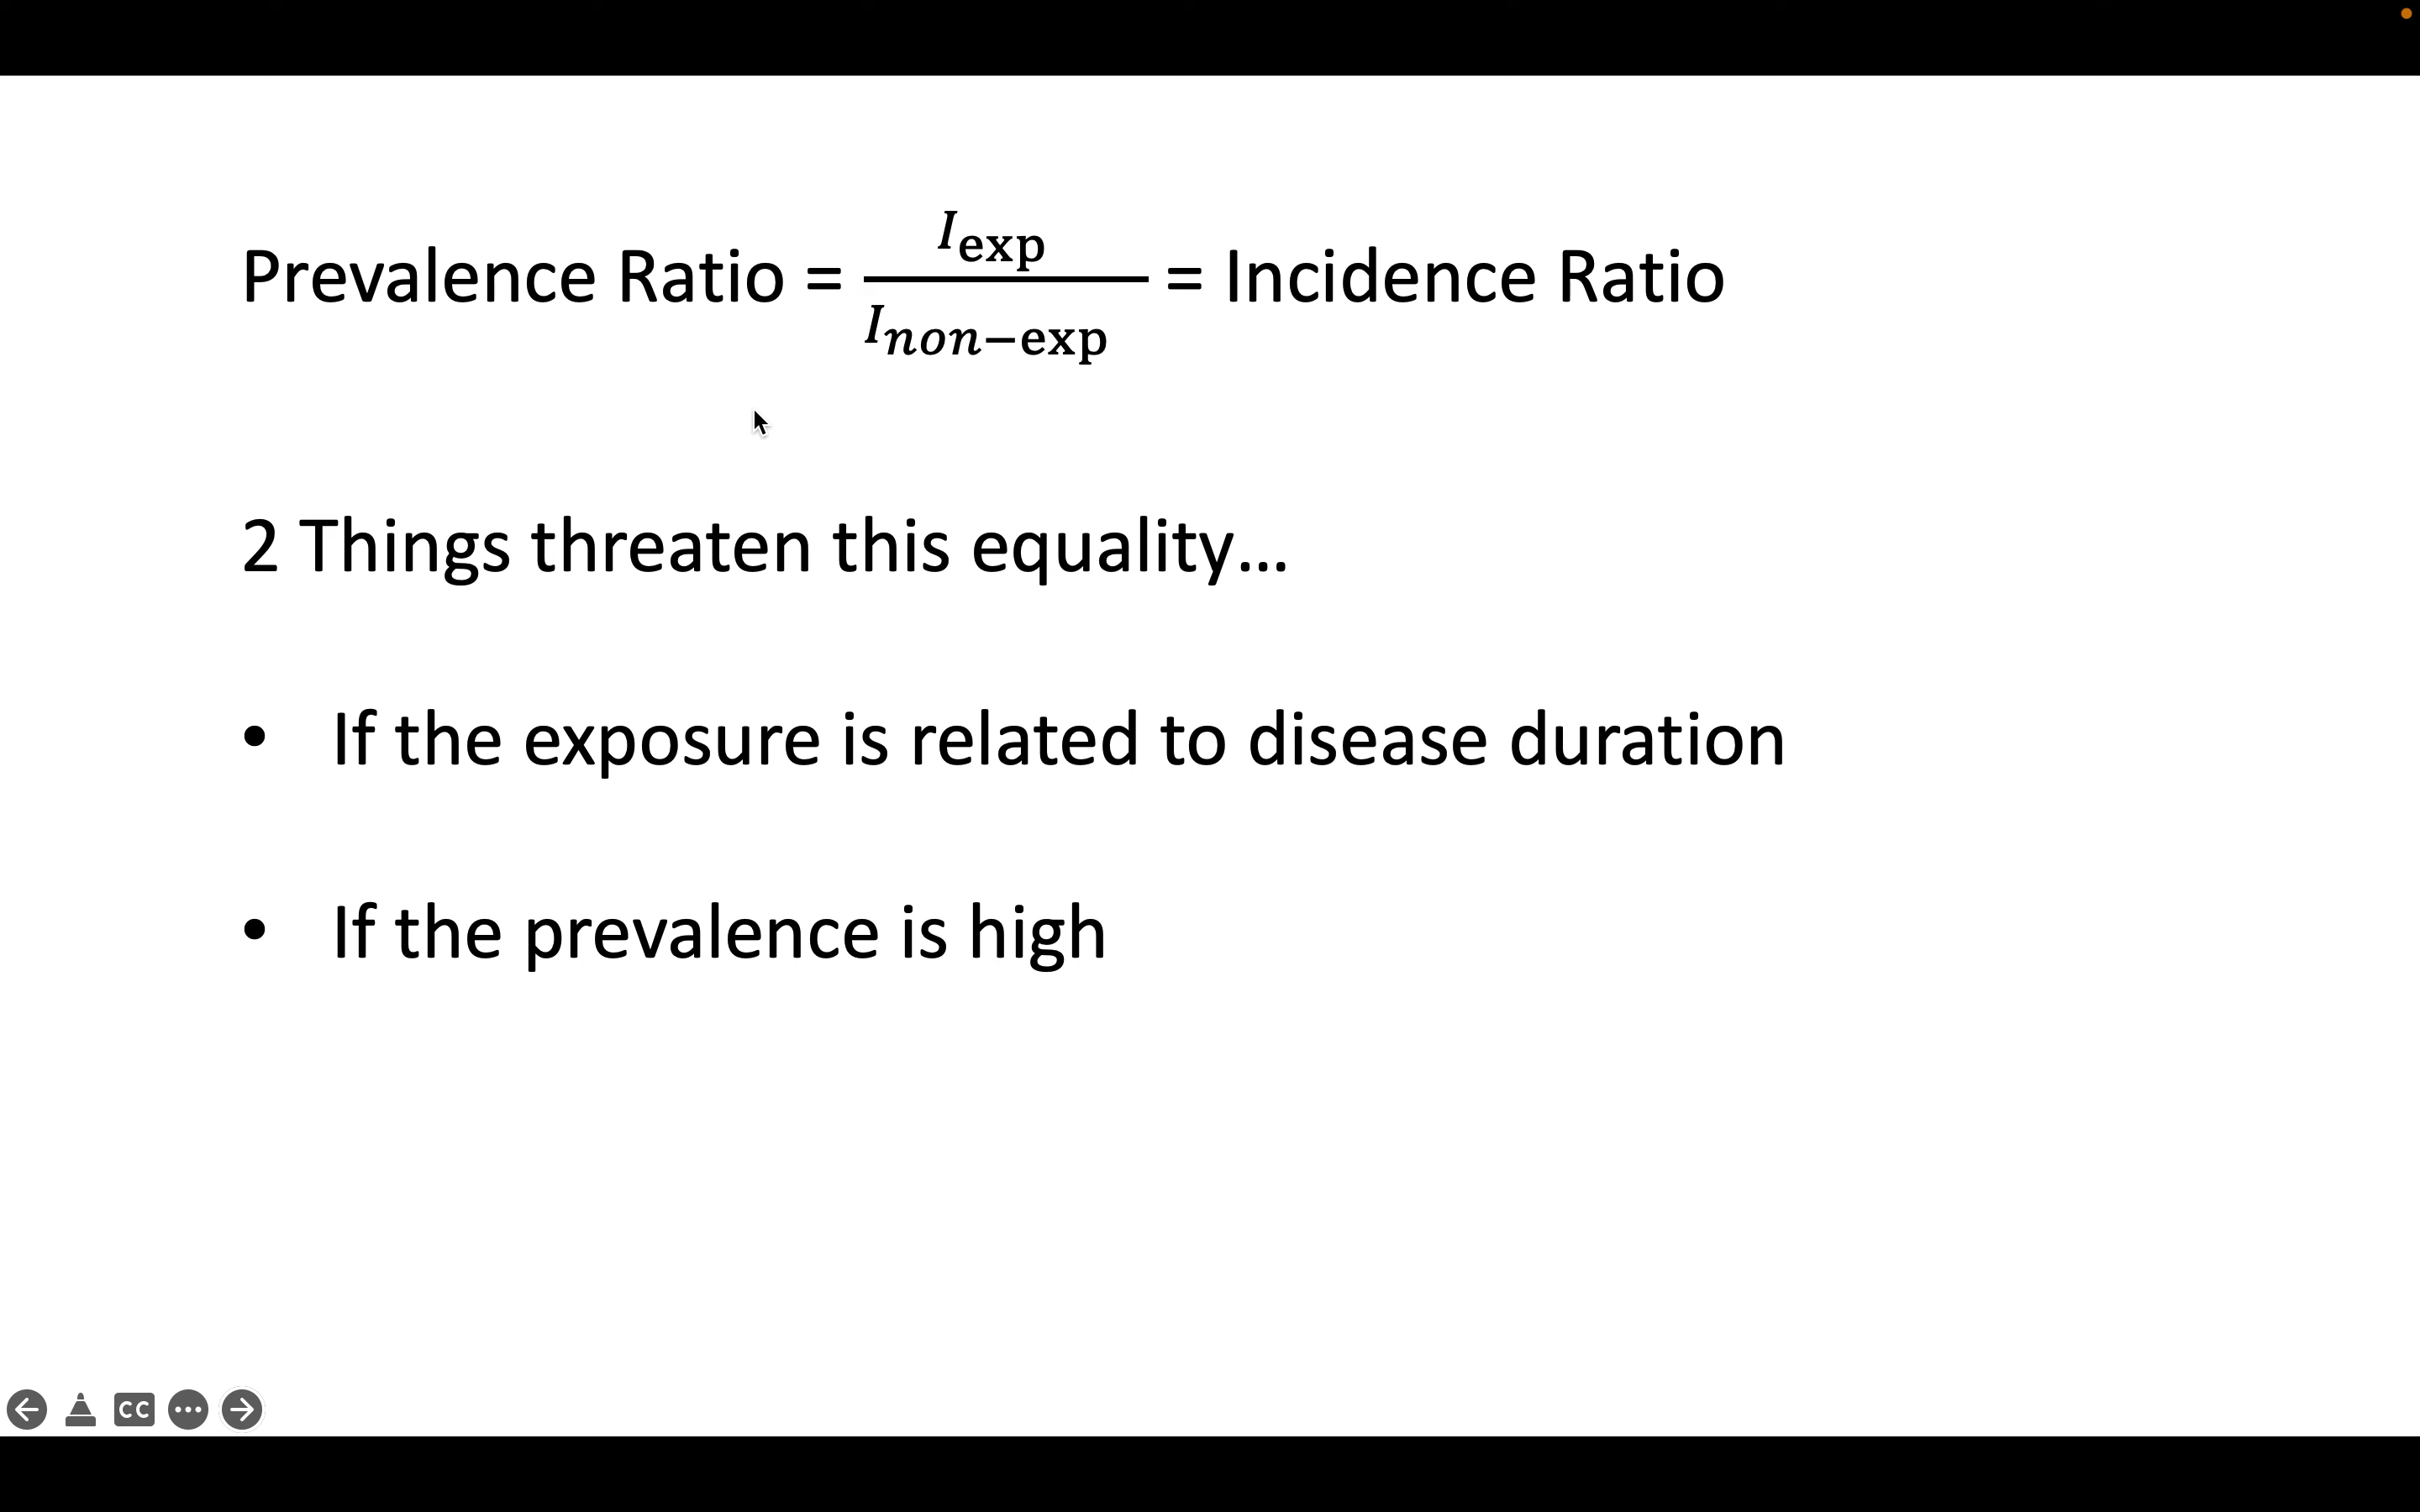 Prevalence Ratio = I_exp / I_non−exp = Incidence Ratio
2 Things threaten this equality...
• If the exposure is related to disease duration
• If the prevalence is high
CC